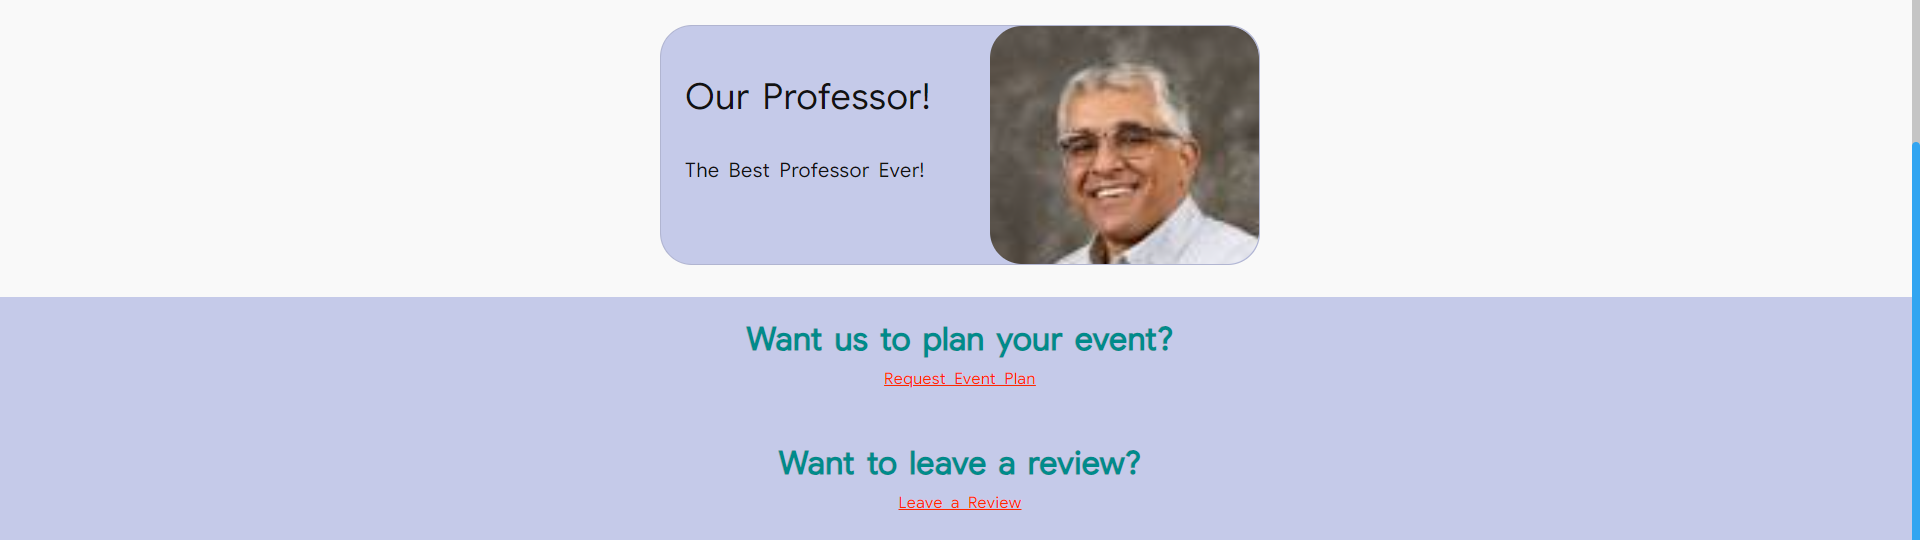 Our Professor!
The Best Professor Ever!
Want us to plan your event?
Request Event Plan
Want to leave a review?
Leave a Review